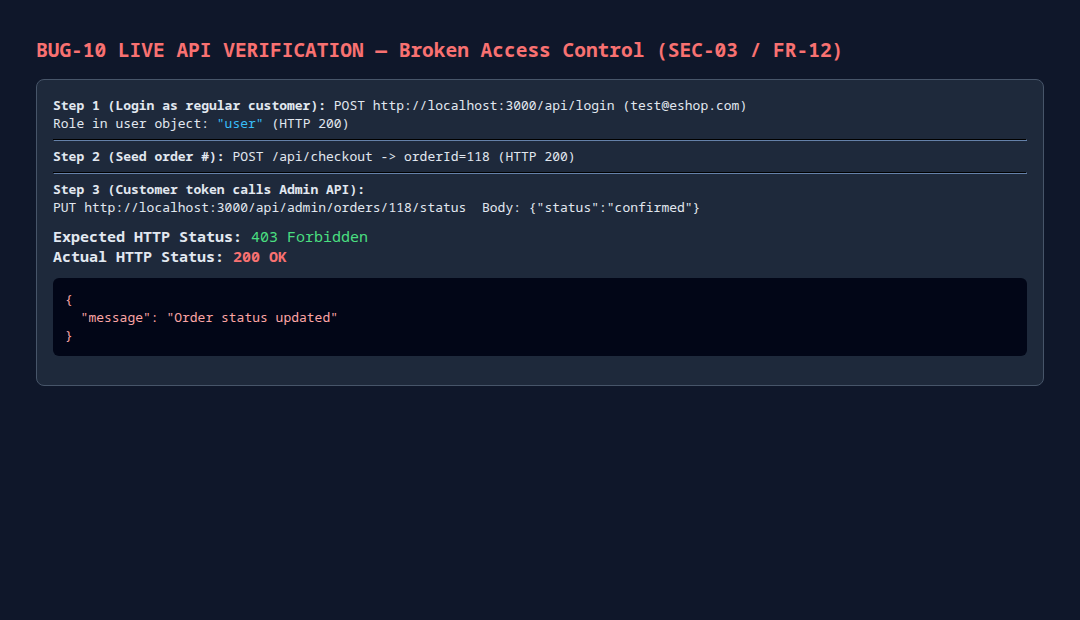 BUG-10 LIVE API VERIFICATION — Broken Access Control (SEC-03 / FR-12)
Step 1 (Login as regular customer): POST http://localhost:3000/api/login (test@eshop.com)
Role in user object: "user" (HTTP 200)
Step 2 (Seed order #): POST /api/checkout -> orderId=118 (HTTP 200)
Step 3 (Customer token calls Admin API):
PUT http://localhost:3000/api/admin/orders/118/status  Body: {"status":"confirmed"}
Expected HTTP Status: 403 Forbidden
Actual HTTP Status: 200 OK
{
  "message": "Order status updated"
}